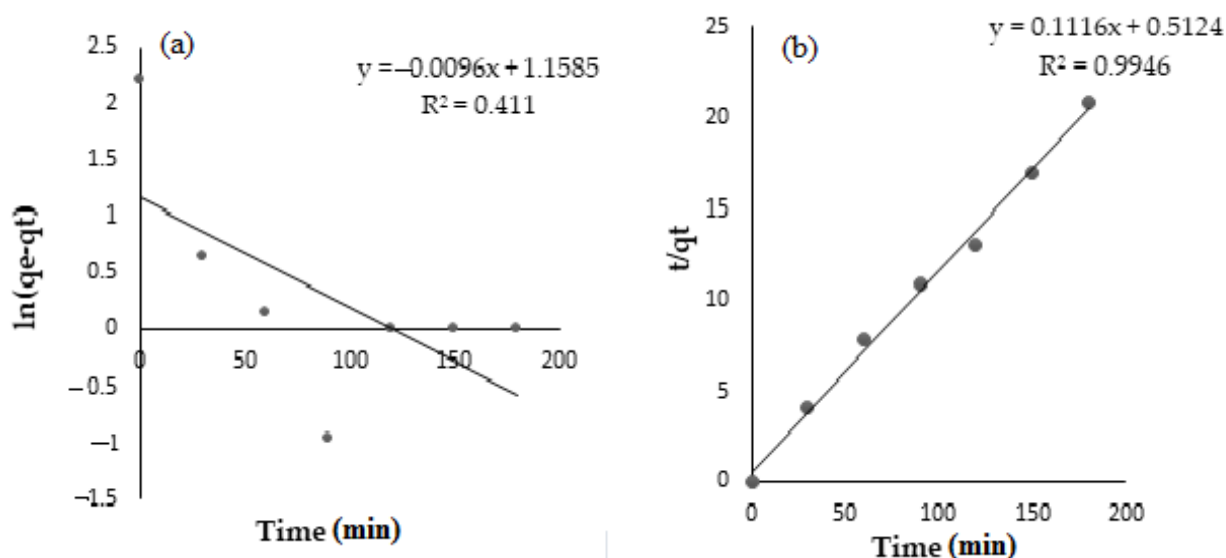 (a)
y = –0.0096x + 1.1585
R² = 0.411
2.5
2
1.5
1
0.5
0
–0.5
–1
–1.5
0 50 100 150 200
ln(qe-qt)
Time (min)
(b)
y = 0.1116x + 0.5124
R² = 0.9946
25
20
15
10
5
0
0 50 100 150 200
t/qt
Time (min)